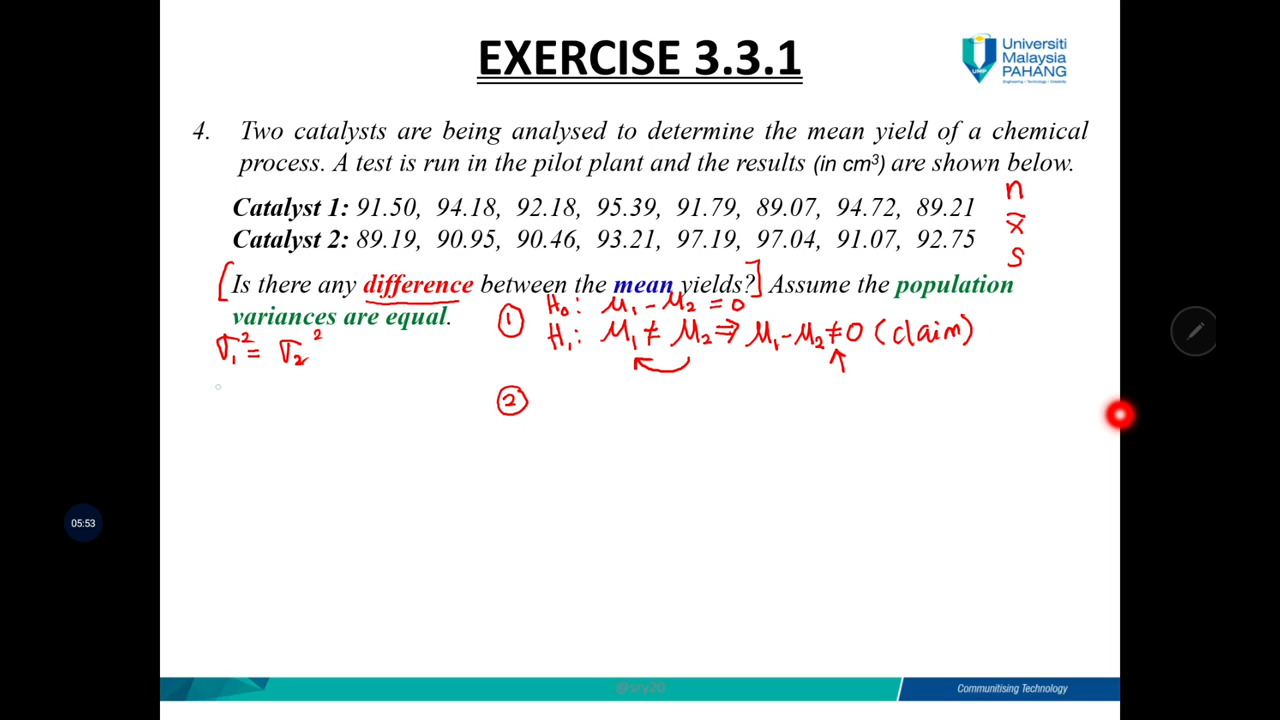 EXERCISE 3.3.1
Universiti
Malaysia
PAHANG
Engineering • Technology • Creativity
UMP
4. Two catalysts are being analysed to determine the mean yield of a chemical
process. A test is run in the pilot plant and the results (in cm³) are shown below.
Catalyst 1: 91.50, 94.18, 92.18, 95.39, 91.79, 89.07, 94.72, 89.21
Catalyst 2: 89.19, 90.95, 90.46, 93.21, 97.19, 97.04, 91.07, 92.75
n
x̄
s
[Is there any difference between the mean yields?] Assume the population
variances are equal.
σ₁² = σ₂²
① H₀: μ₁ - μ₂ = 0
H₁: μ₁ ≠ μ₂ ⇒ μ₁ - μ₂ ≠ 0 (claim)
②
05:53
@sry20
Communitising Technology